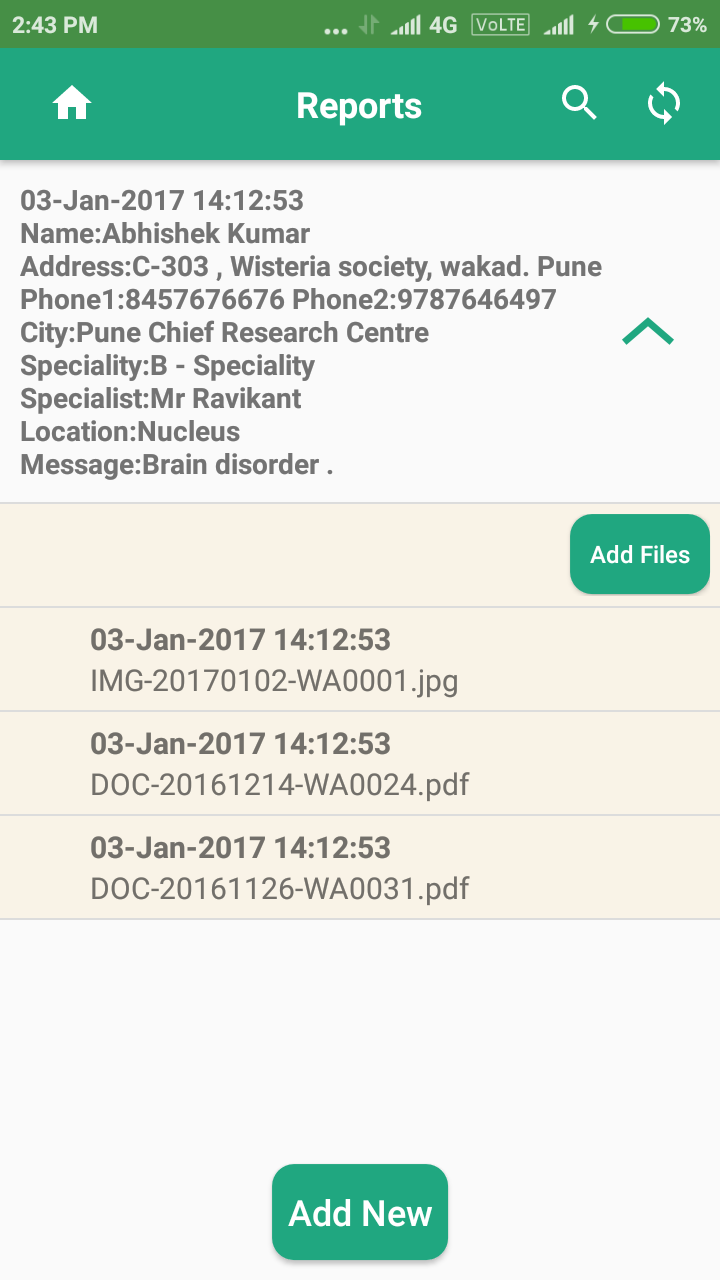 2:43 PM ... 4G VoLTE 73%
Reports
03-Jan-2017 14:12:53
Name:Abhishek Kumar
Address:C-303 , Wisteria society, wakad. Pune
Phone1:8457676676 Phone2:9787646497
City:Pune Chief Research Centre
Speciality:B - Speciality
Specialist:Mr Ravikant
Location:Nucleus
Message:Brain disorder .
Add Files
03-Jan-2017 14:12:53
IMG-20170102-WA0001.jpg
03-Jan-2017 14:12:53
DOC-20161214-WA0024.pdf
03-Jan-2017 14:12:53
DOC-20161126-WA0031.pdf
Add New